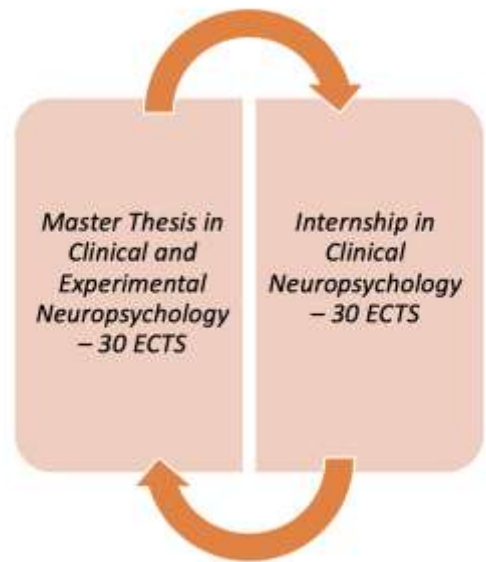 Master Thesis in
Clinical and
Experimental
Neuropsychology
– 30 ECTS
Internship in
Clinical
Neuropsychology
– 30 ECTS